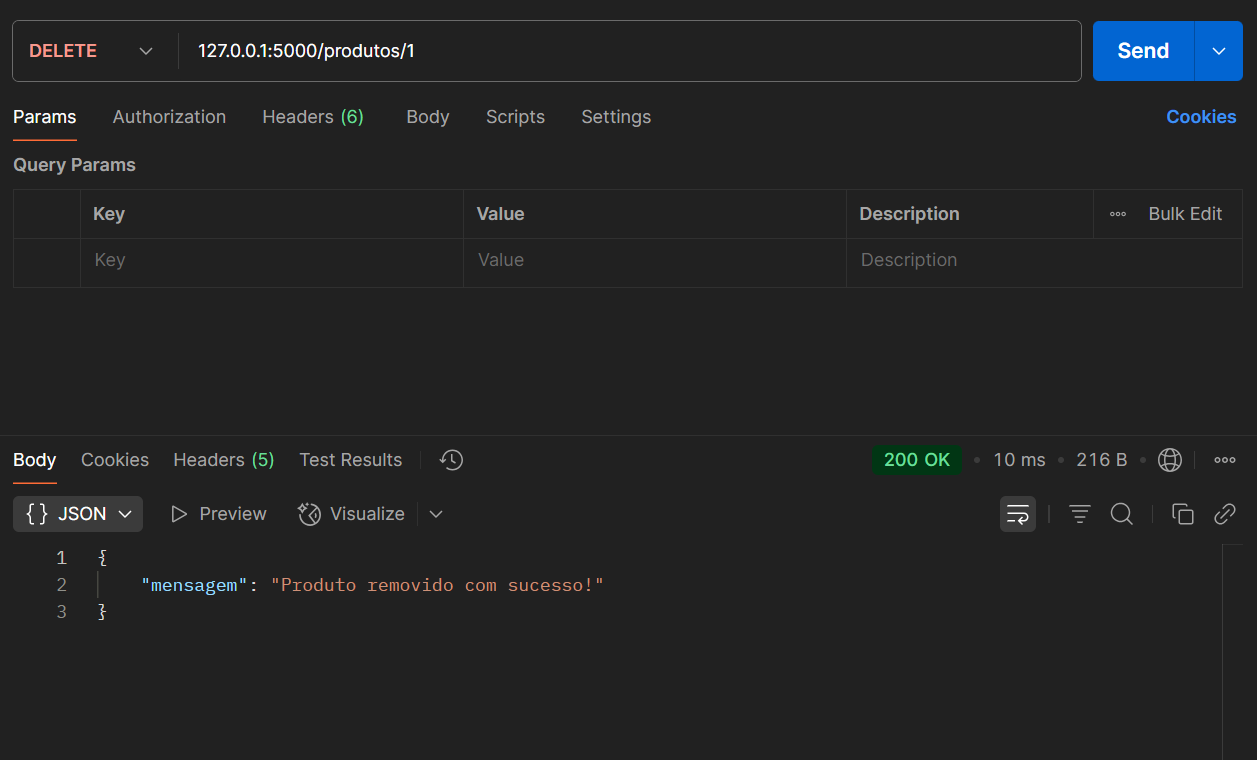 DELETE 127.0.0.1:5000/produtos/1 Send
Params Authorization Headers (6) Body Scripts Settings Cookies
Query Params
Key Value Description Bulk Edit
Key Value Description
Body Cookies Headers (5) Test Results 200 OK 10 ms 216 B
{} JSON Preview Visualize
1 {
2 "mensagem": "Produto removido com sucesso!"
3 }